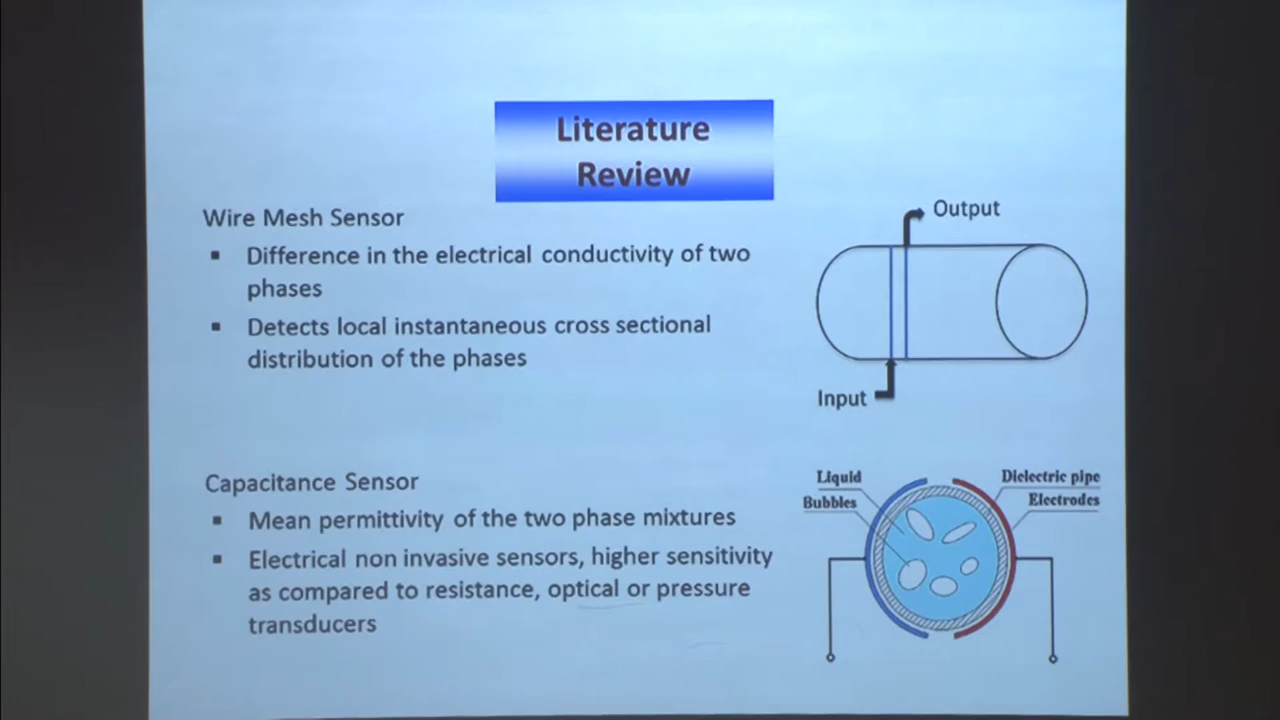 Literature
Review
Wire Mesh Sensor
▪ Difference in the electrical conductivity of two
phases
▪ Detects local instantaneous cross sectional
distribution of the phases
Output
Input
Capacitance Sensor
▪ Mean permittivity of the two phase mixtures
▪ Electrical non invasive sensors, higher sensitivity
as compared to resistance, optical or pressure
transducers
Liquid
Bubbles
Dielectric pipe
Electrodes